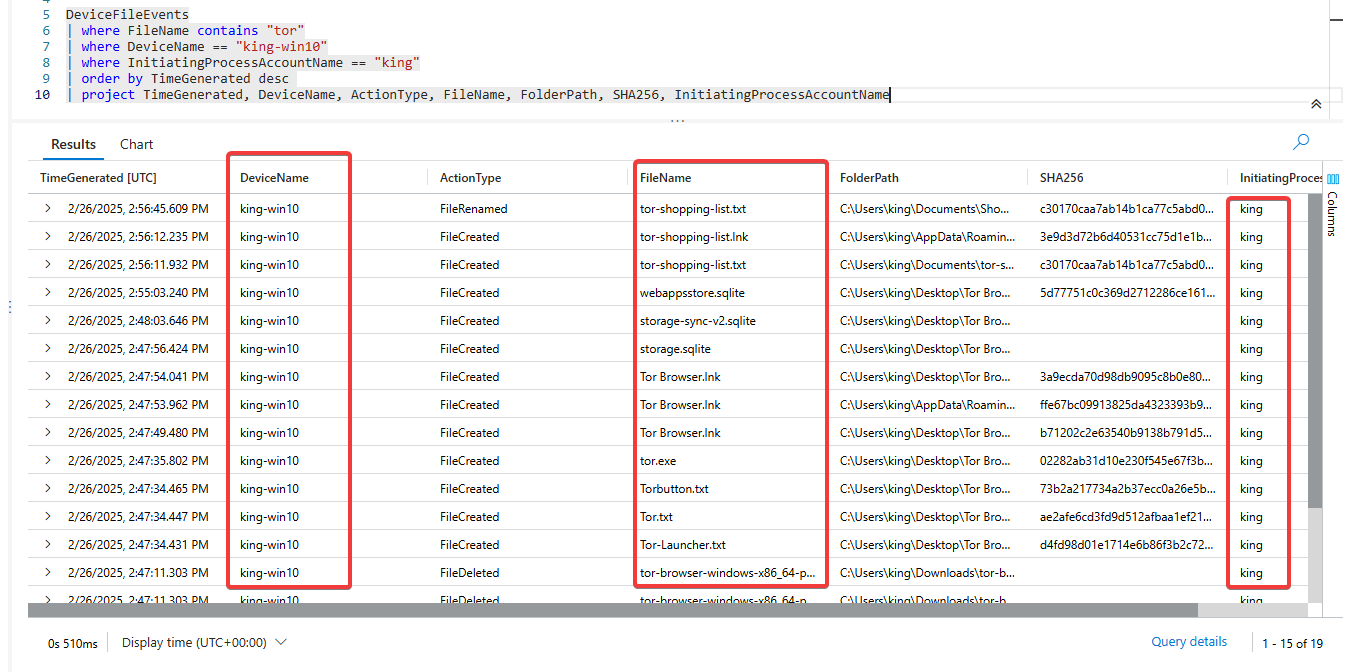 4
5 DeviceFileEvents
6 | where FileName contains "tor"
7 | where DeviceName == "king-win10"
8 | where InitiatingProcessAccountName == "king"
9 | order by TimeGenerated desc
10 | project TimeGenerated, DeviceName, ActionType, FileName, FolderPath, SHA256, InitiatingProcessAccountName
Results Chart
TimeGenerated [UTC] DeviceName ActionType FileName FolderPath SHA256 InitiatingProces
2/26/2025, 2:56:45.609 PM king-win10 FileRenamed tor-shopping-list.txt C:\Users\king\Documents\Sho... c30170caa7ab14b1ca77c5abd0... king
2/26/2025, 2:56:12.235 PM king-win10 FileCreated tor-shopping-list.lnk C:\Users\king\AppData\Roamin... 3e9d3d72b6d40531cc75d1e1b... king
2/26/2025, 2:56:11.932 PM king-win10 FileCreated tor-shopping-list.txt C:\Users\king\Documents\tor-s... c30170caa7ab14b1ca77c5abd0... king
2/26/2025, 2:55:03.240 PM king-win10 FileCreated webappsstore.sqlite C:\Users\king\Desktop\Tor Bro... 5d77751c0c369d2712286ce161... king
2/26/2025, 2:48:03.646 PM king-win10 FileCreated storage-sync-v2.sqlite C:\Users\king\Desktop\Tor Bro... king
2/26/2025, 2:47:56.424 PM king-win10 FileCreated storage.sqlite C:\Users\king\Desktop\Tor Bro... king
2/26/2025, 2:47:54.041 PM king-win10 FileCreated Tor Browser.lnk C:\Users\king\Desktop\Tor Bro... 3a9ecda70d98db9095c8b0e80... king
2/26/2025, 2:47:53.962 PM king-win10 FileCreated Tor Browser.lnk C:\Users\king\AppData\Roamin... ffe67bc09913825da4323393b9... king
2/26/2025, 2:47:49.480 PM king-win10 FileCreated Tor Browser.lnk C:\Users\king\Desktop\Tor Bro... b71202c2e63540b9138b791d5... king
2/26/2025, 2:47:35.802 PM king-win10 FileCreated tor.exe C:\Users\king\Desktop\Tor Bro... 02282ab31d10e230f545e67f3b... king
2/26/2025, 2:47:34.465 PM king-win10 FileCreated Torbutton.txt C:\Users\king\Desktop\Tor Bro... 73b2a217734a2b37ecc0a26e5b... king
2/26/2025, 2:47:34.447 PM king-win10 FileCreated Tor.txt C:\Users\king\Desktop\Tor Bro... ae2afe6cd3fd9d512afbaa1ef21... king
2/26/2025, 2:47:34.431 PM king-win10 FileCreated Tor-Launcher.txt C:\Users\king\Desktop\Tor Bro... d4fd98d01e1714e6b86f3b2c72... king
2/26/2025, 2:47:11.303 PM king-win10 FileDeleted tor-browser-windows-x86_64-p... C:\Users\king\Downloads\tor-b... king
2/26/2025, 2:47:11.303 PM king-win10 FileDeleted tor-browser-windows-x86_64-p... C:\Users\king\Downloads\tor-b... king
Columns
0s 510ms Display time (UTC+00:00) Query details 1 - 15 of 19